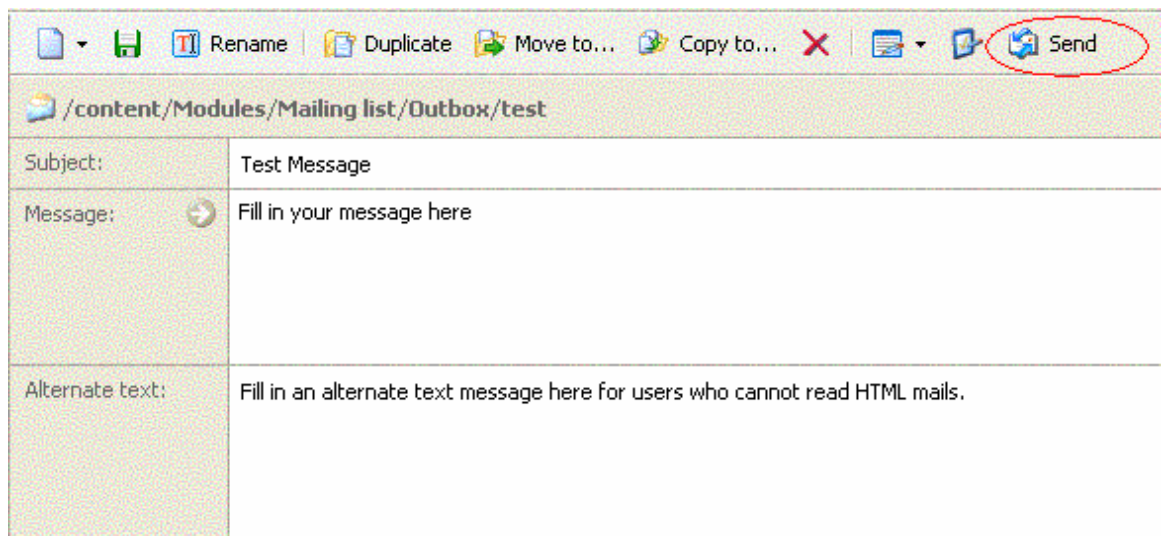 Rename Duplicate Move to... Copy to... Send
/content/Modules/Mailing list/Outbox/test
Subject: Test Message
Message: Fill in your message here
Alternate text: Fill in an alternate text message here for users who cannot read HTML mails.